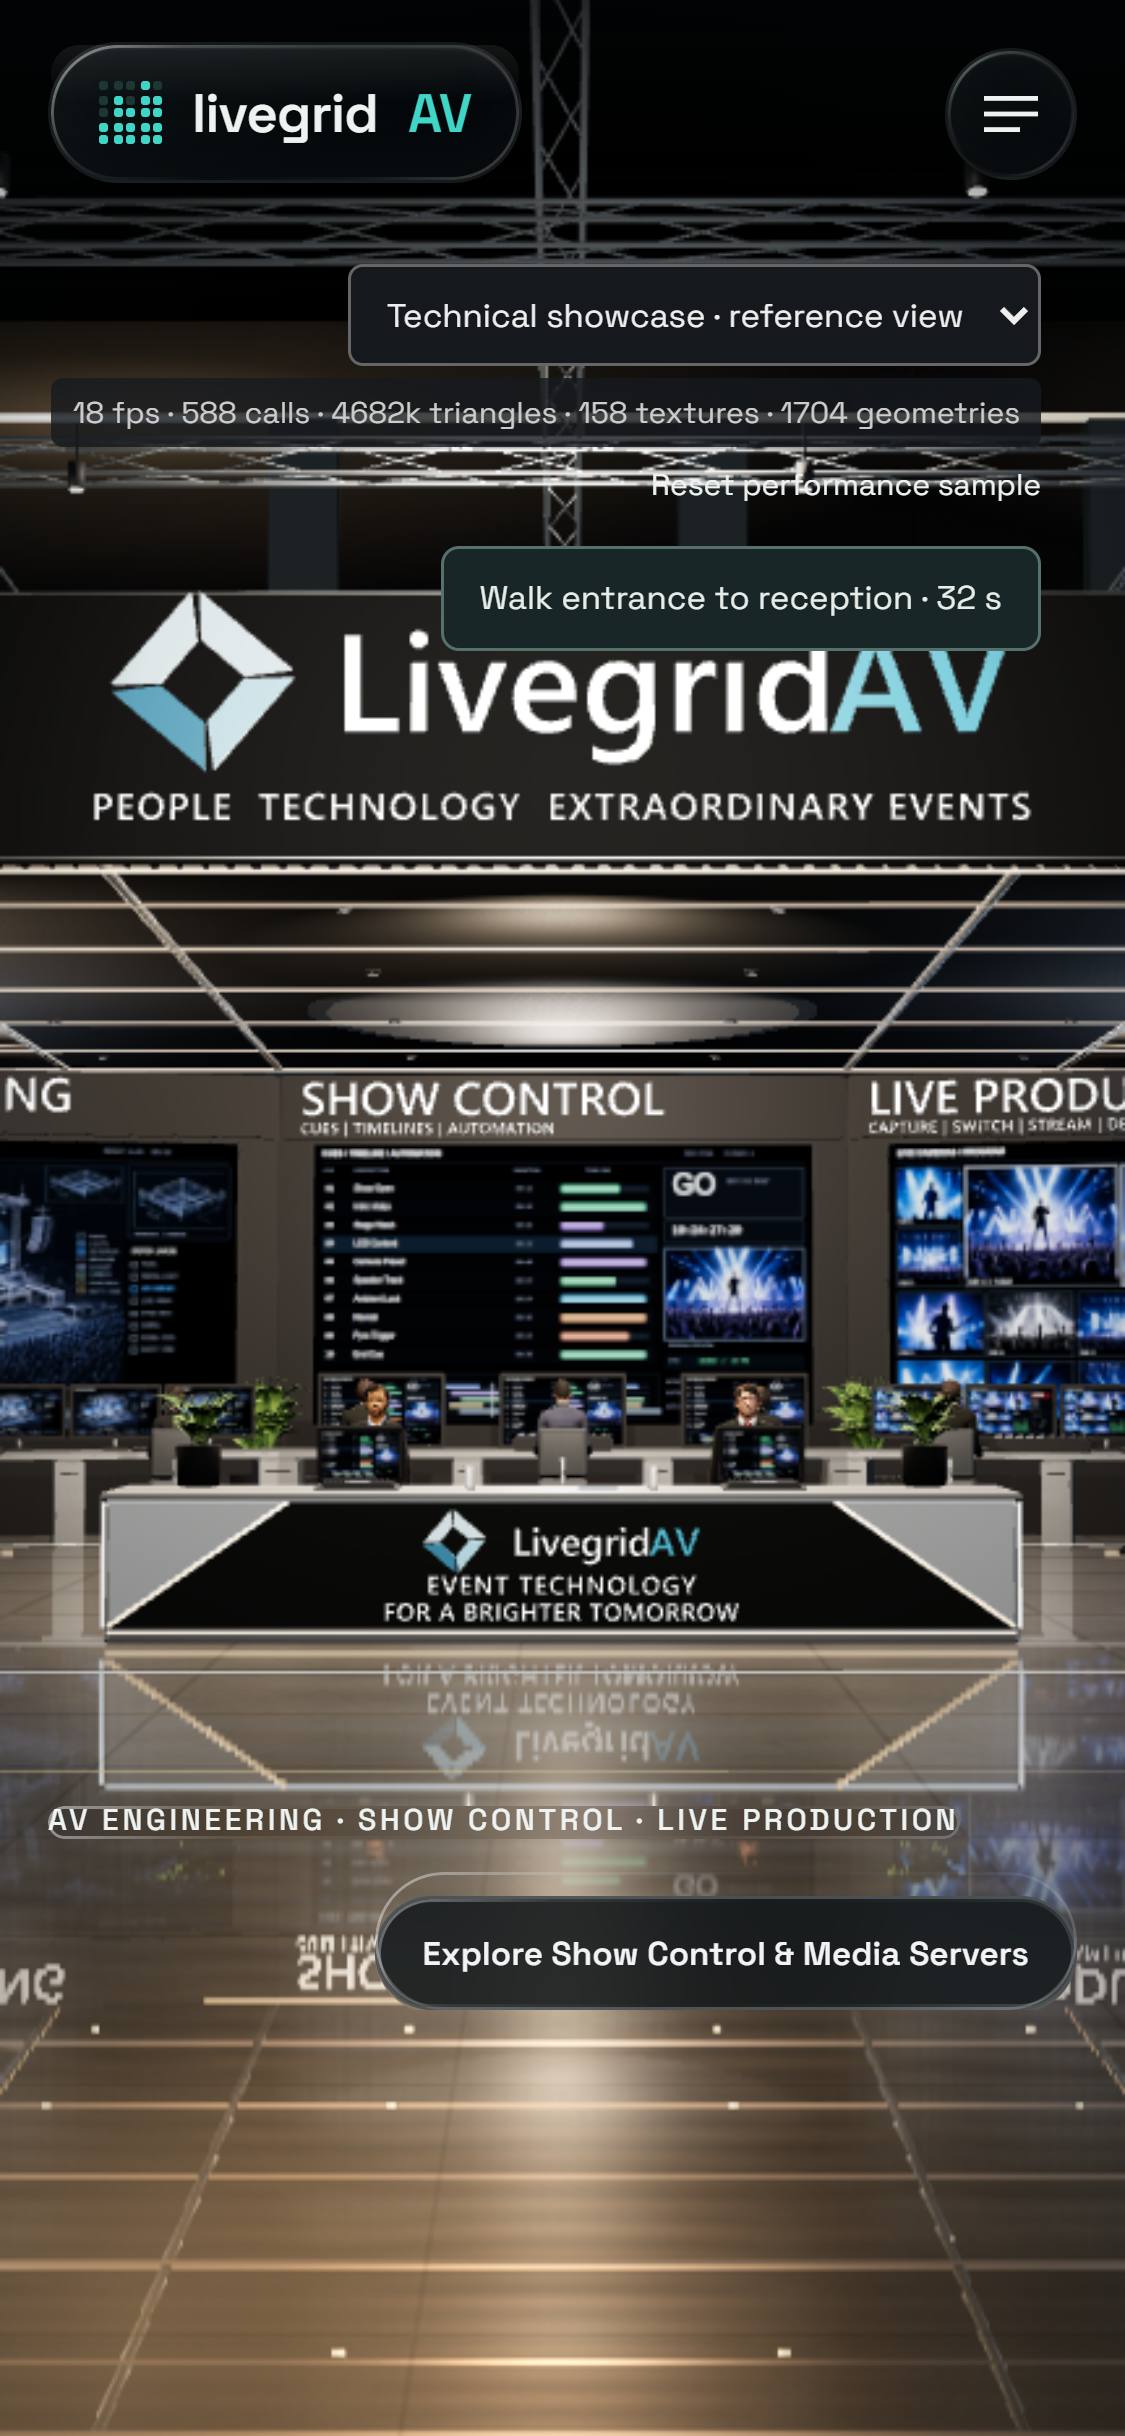 livegrid AV
Technical showcase · reference view
18 fps · 588 calls · 4682k triangles · 158 textures · 1704 geometries
Reset performance sample
Walk entrance to reception · 32 s
LivegridAV
PEOPLE TECHNOLOGY EXTRAORDINARY EVENTS
NG
SHOW CONTROL
CUES | TIMELINES | AUTOMATION
LIVE PRODU
CAPTURE | SWITCH | STREAM | DE
GO
LivegridAV
EVENT TECHNOLOGY
FOR A BRIGHTER TOMORROW
AV ENGINEERING · SHOW CONTROL · LIVE PRODUCTION
Explore Show Control & Media Servers